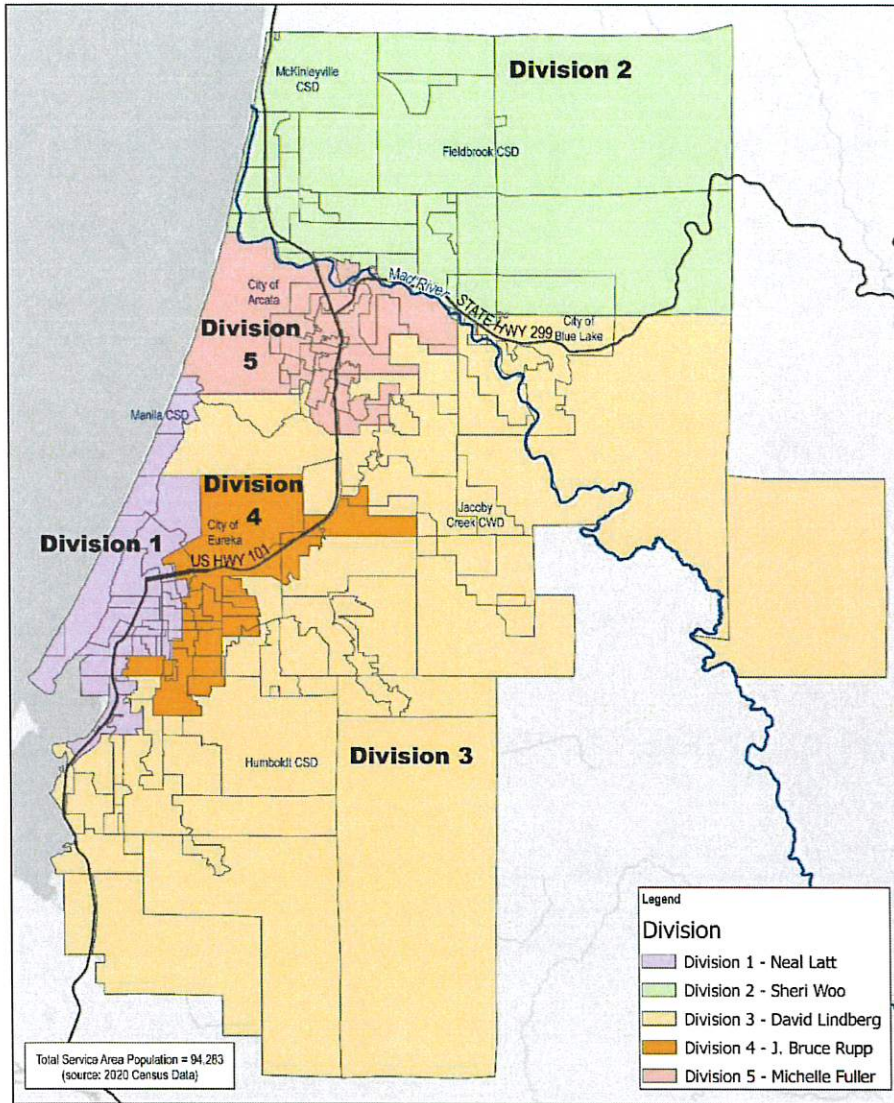 McKinleyville
CSD
Division 2
Fieldbrook CSD
Mad River
STATE HWY 299
City of
Arcata
City of
Blue Lake
Division
5
Manila CSD
Division
4
City of
Eureka
Jacoby
Creek CWD
Division 1
US HWY 101
Humboldt CSD
Division 3
Legend
Division
Division 1 - Neal Latt
Division 2 - Sheri Woo
Division 3 - David Lindberg
Division 4 - J. Bruce Rupp
Division 5 - Michelle Fuller
Total Service Area Population = 94,283
(source: 2020 Census Data)